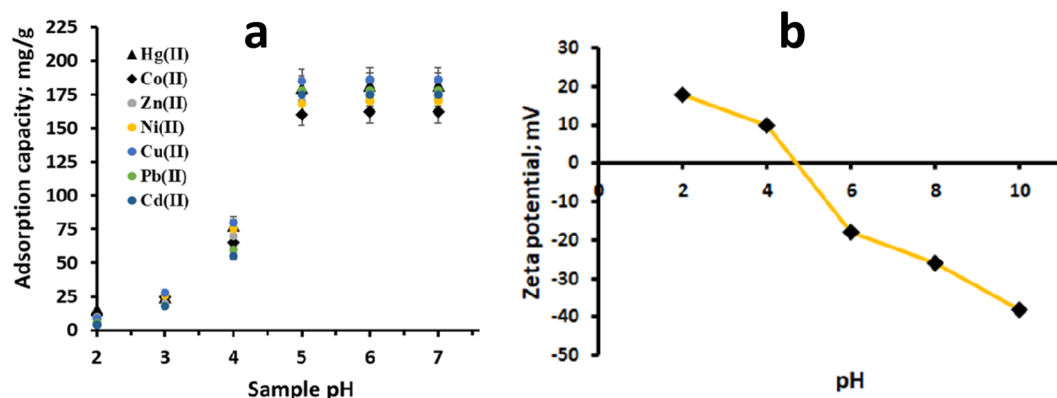 a
Adsorption capacity; mg/g
225
200
175
150
125
100
75
50
25
0
Hg(II)
Co(II)
Zn(II)
Ni(II)
Cu(II)
Pb(II)
Cd(II)
2 3 4 5 6 7
Sample pH
b
Zeta potential; mV
30
20
10
0
-10
-20
-30
-40
-50
0 2 4 6 8 10
pH